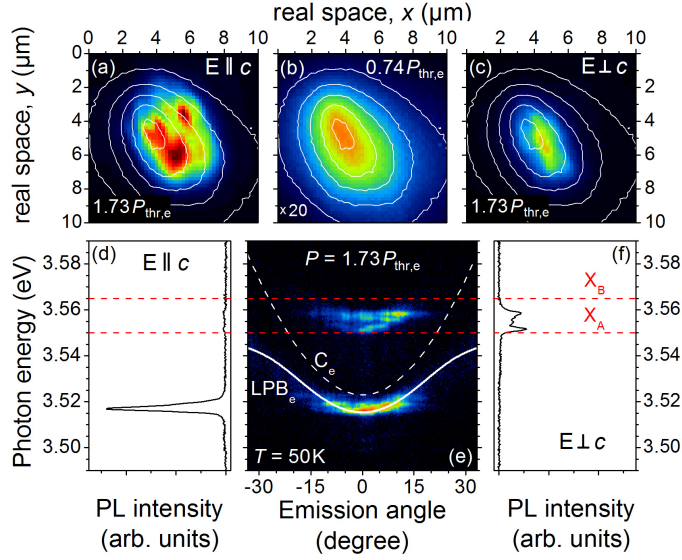 real space, x (μm)
0 2 4 6 8 10 0 2 4 6 8 10 0 2 4 6 8 10
real space, y (μm)
0
2
4
6
8
10
(a) E ∥ c
1.73P_thr,e
(b) 0.74P_thr,e
×20
(c) E⊥c
1.73P_thr,e
0
2
4
6
8
10
Photon energy (eV)
3.58
3.56
3.54
3.52
3.50
(d) E ∥ c
P = 1.73P_thr,e
C_e
LPB_e
T = 50K (e)
(f)
X_B
X_A
E⊥c
3.58
3.56
3.54
3.52
3.50
-30 -15 0 15 30
PL intensity
(arb. units)
Emission angle
(degree)
PL intensity
(arb. units)